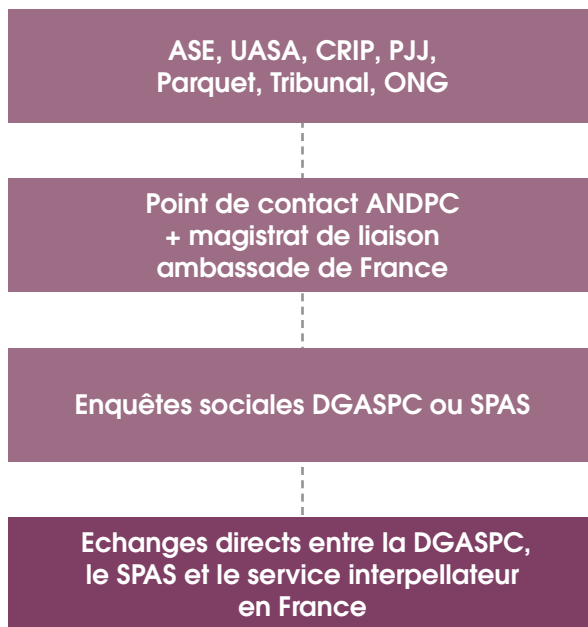 ASE, UASA, CRIP, PJJ,
Parquet, Tribunal, ONG
Point de contact ANDPC
+ magistrat de liaison
ambassade de France
Enquêtes sociales DGASPC ou SPAS
Echanges directs entre la DGASPC,
le SPAS et le service interpellateur
en France